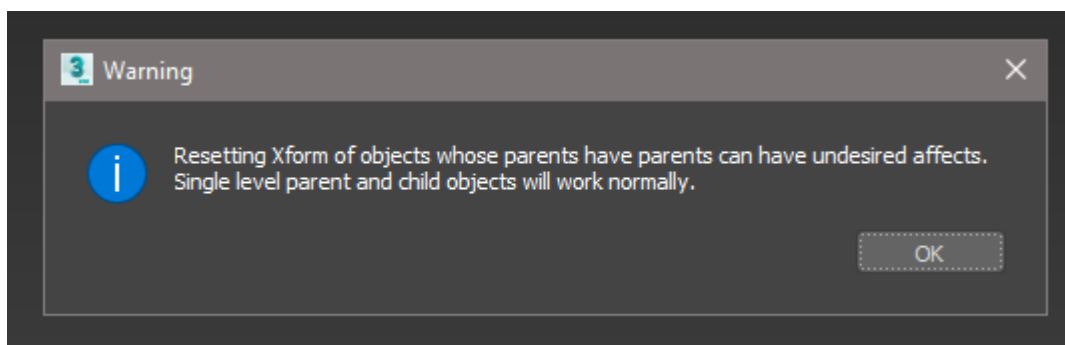 Warning
Resetting Xform of objects whose parents have parents can have undesired affects.
Single level parent and child objects will work normally.
OK